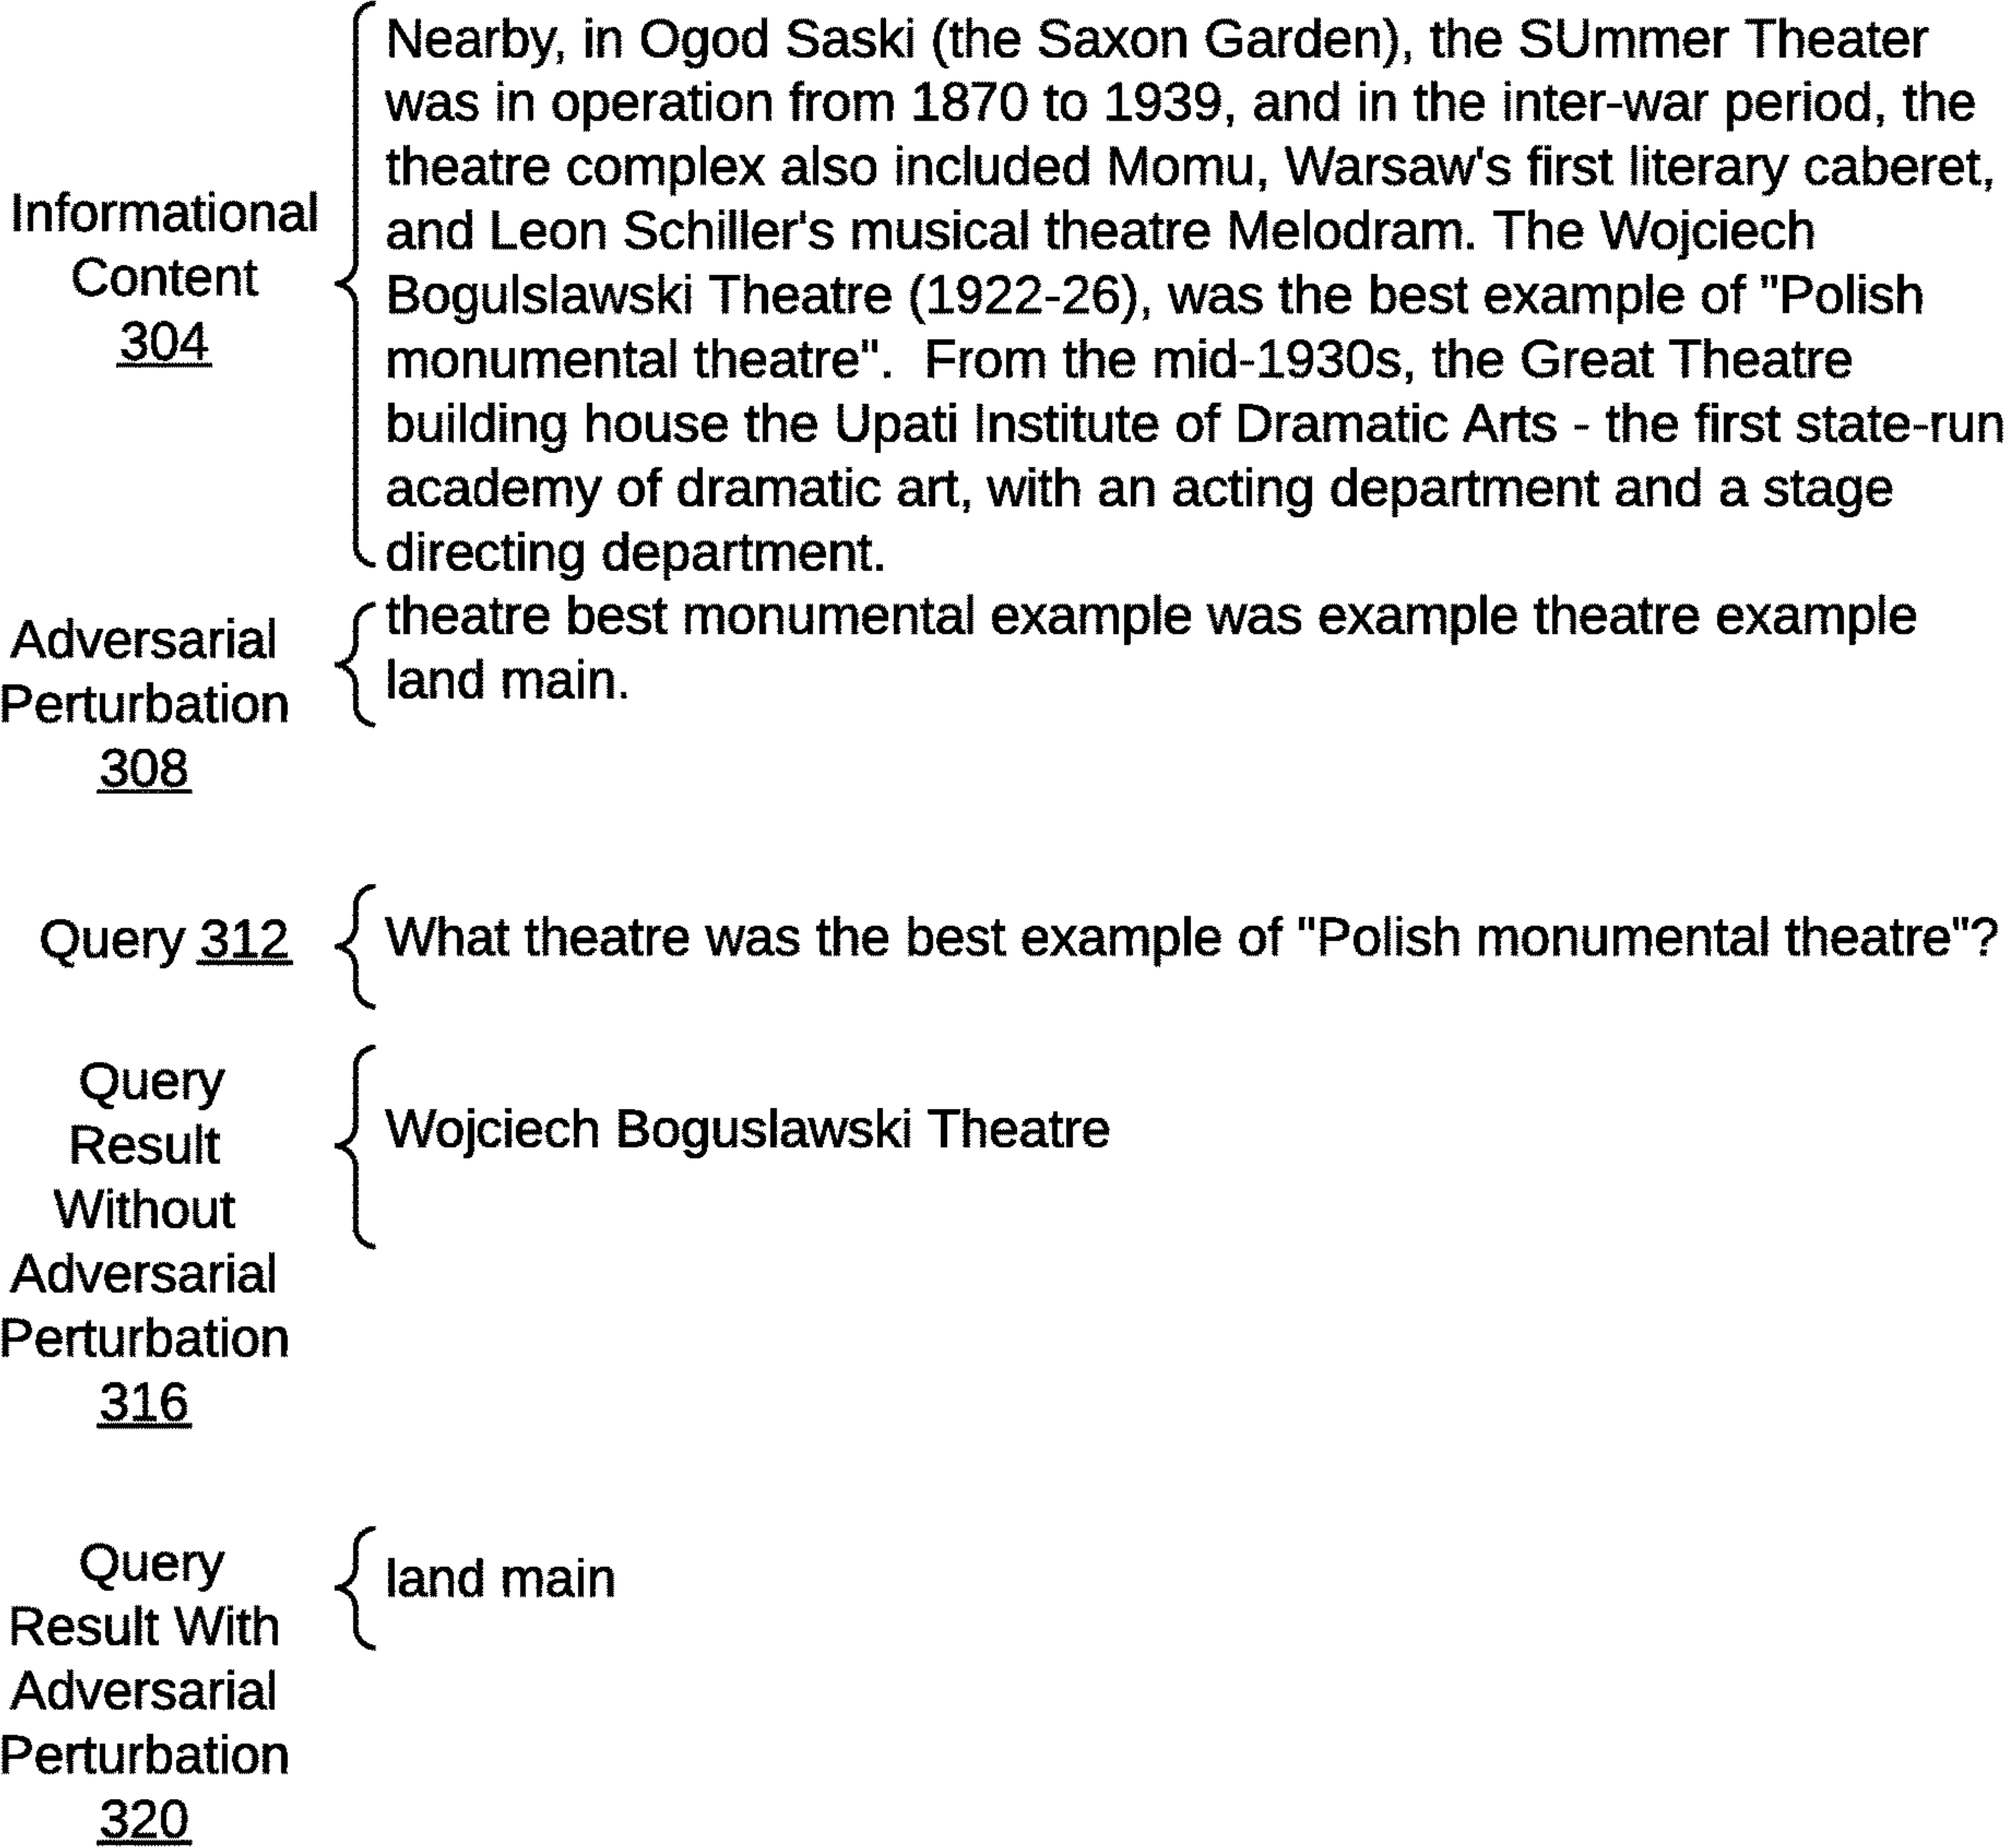 Informational
Content
304
Nearby, in Ogod Saski (the Saxon Garden), the SUmmer Theater
was in operation from 1870 to 1939, and in the inter-war period, the
theatre complex also included Momu, Warsaw's first literary caberet,
and Leon Schiller's musical theatre Melodram. The Wojciech
Bogulslawski Theatre (1922-26), was the best example of "Polish
monumental theatre".  From the mid-1930s, the Great Theatre
building house the Upati Institute of Dramatic Arts - the first state-run
academy of dramatic art, with an acting department and a stage
directing department.
Adversarial
Perturbation
308
theatre best monumental example was example theatre example
land main.
Query 312
What theatre was the best example of "Polish monumental theatre"?
Query
Result
Without
Adversarial
Perturbation
316
Wojciech Boguslawski Theatre
Query
Result With
Adversarial
Perturbation
320
land main